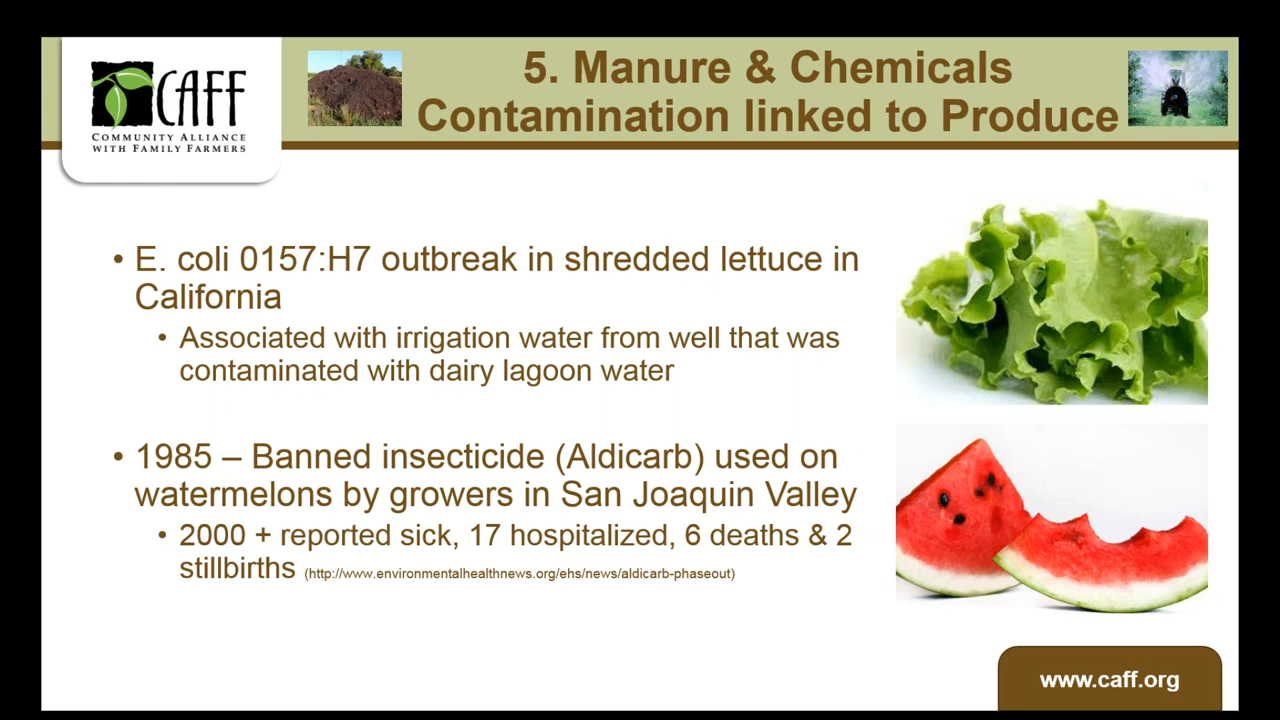 CAFF
COMMUNITY ALLIANCE
WITH FAMILY FARMERS
5. Manure & Chemicals
Contamination linked to Produce
• E. coli 0157:H7 outbreak in shredded lettuce in
California
• Associated with irrigation water from well that was
contaminated with dairy lagoon water
• 1985 – Banned insecticide (Aldicarb) used on
watermelons by growers in San Joaquin Valley
• 2000 + reported sick, 17 hospitalized, 6 deaths & 2
stillbirths (http://www.environmentalhealthnews.org/ehs/news/aldicarb-phaseout)
www.caff.org